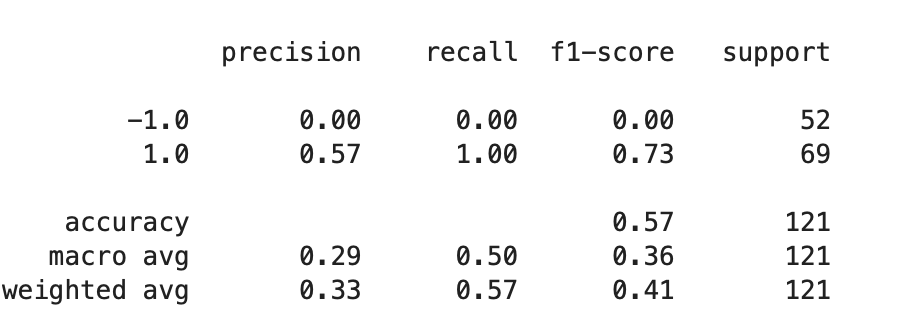 precision recall f1-score support
-1.0 0.00 0.00 0.00 52
1.0 0.57 1.00 0.73 69
accuracy 0.57 121
macro avg 0.29 0.50 0.36 121
weighted avg 0.33 0.57 0.41 121